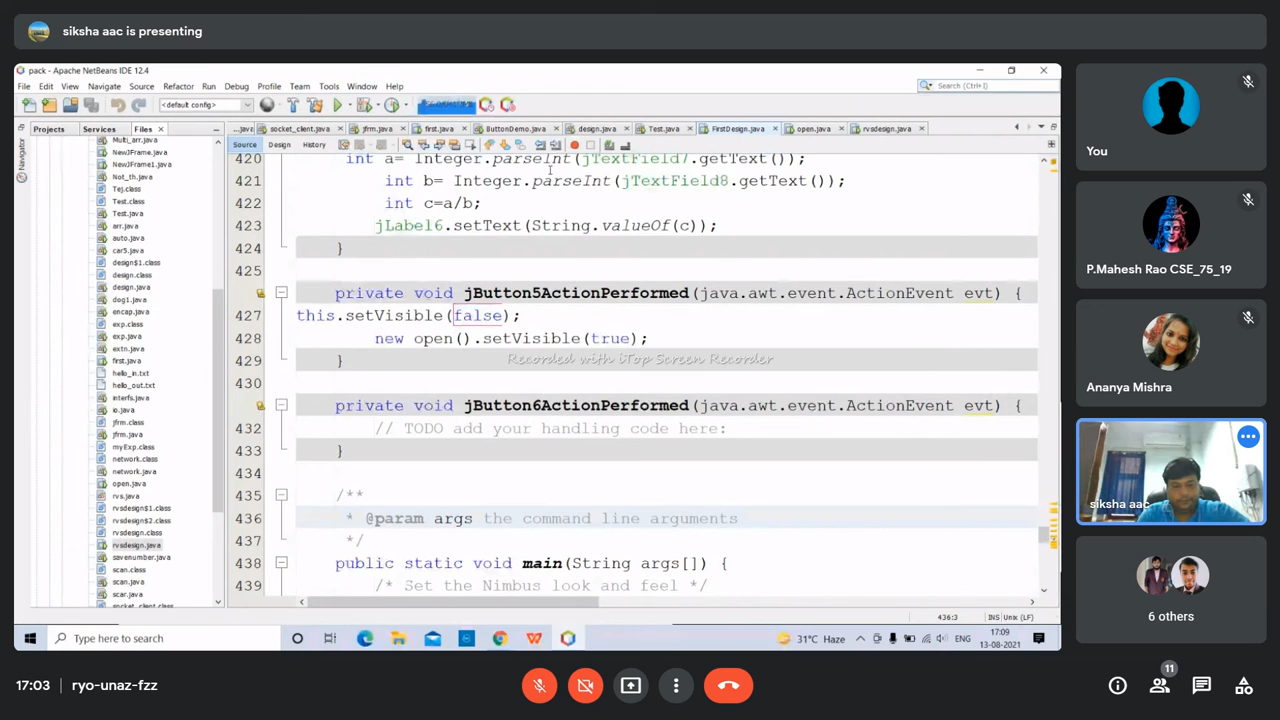 siksha aac is presenting
pack - Apache NetBeans IDE 12.4
File Edit View Navigate Source Refactor Run Debug Profile Team Tools Window Help
Search (Ctrl+I)
<default config>
Projects Services Files
...java socket_client.java jfrm.java first.java ButtonDemo.java design.java Test.java FirstDesign.java open.java rvsdesign.java
Source Design History
Navigator
Multi_arr.java
NewJFrame.java
NewJFrame1.java
Not_th.java
Tej.class
Test.class
Test.java
arr.java
auto.java
car5.java
design$1.class
design.class
design.java
dog1.java
encap.java
exp.class
exp.java
extn.java
first.java
hello_in.txt
hello_out.txt
interfs.java
io.java
jfrm.class
jfrm.java
myExp.class
network.class
network.java
open.java
rvs.java
rvsdesign$1.class
rvsdesign$2.class
rvsdesign.class
rvsdesign.java
savenumber.java
scan.class
scan.java
socket_client.class
420 int a= Integer.parseInt(jTextField7.getText());
421 int b= Integer.parseInt(jTextField8.getText());
422 int c=a/b;
423 jLabel6.setText(String.valueOf(c));
424 }
425
private void jButton5ActionPerformed(java.awt.event.ActionEvent evt) {
427 this.setVisible(false);
428 new open().setVisible(true);
Recorded with iTop Screen Recorder
429 }
430
private void jButton6ActionPerformed(java.awt.event.ActionEvent evt) {
432 // TODO add your handling code here:
433 }
434
435 /**
436 * @param args the command line arguments
437 */
438 public static void main(String args[]) {
439 /* Set the Nimbus look and feel */
436:3 INS Unix (LF)
Type here to search
31°C Haze ENG 17:09
13-08-2021
You
P.Mahesh Rao CSE_75_19
Ananya Mishra
siksha aac
6 others
17:03 | ryo-unaz-fzz
11